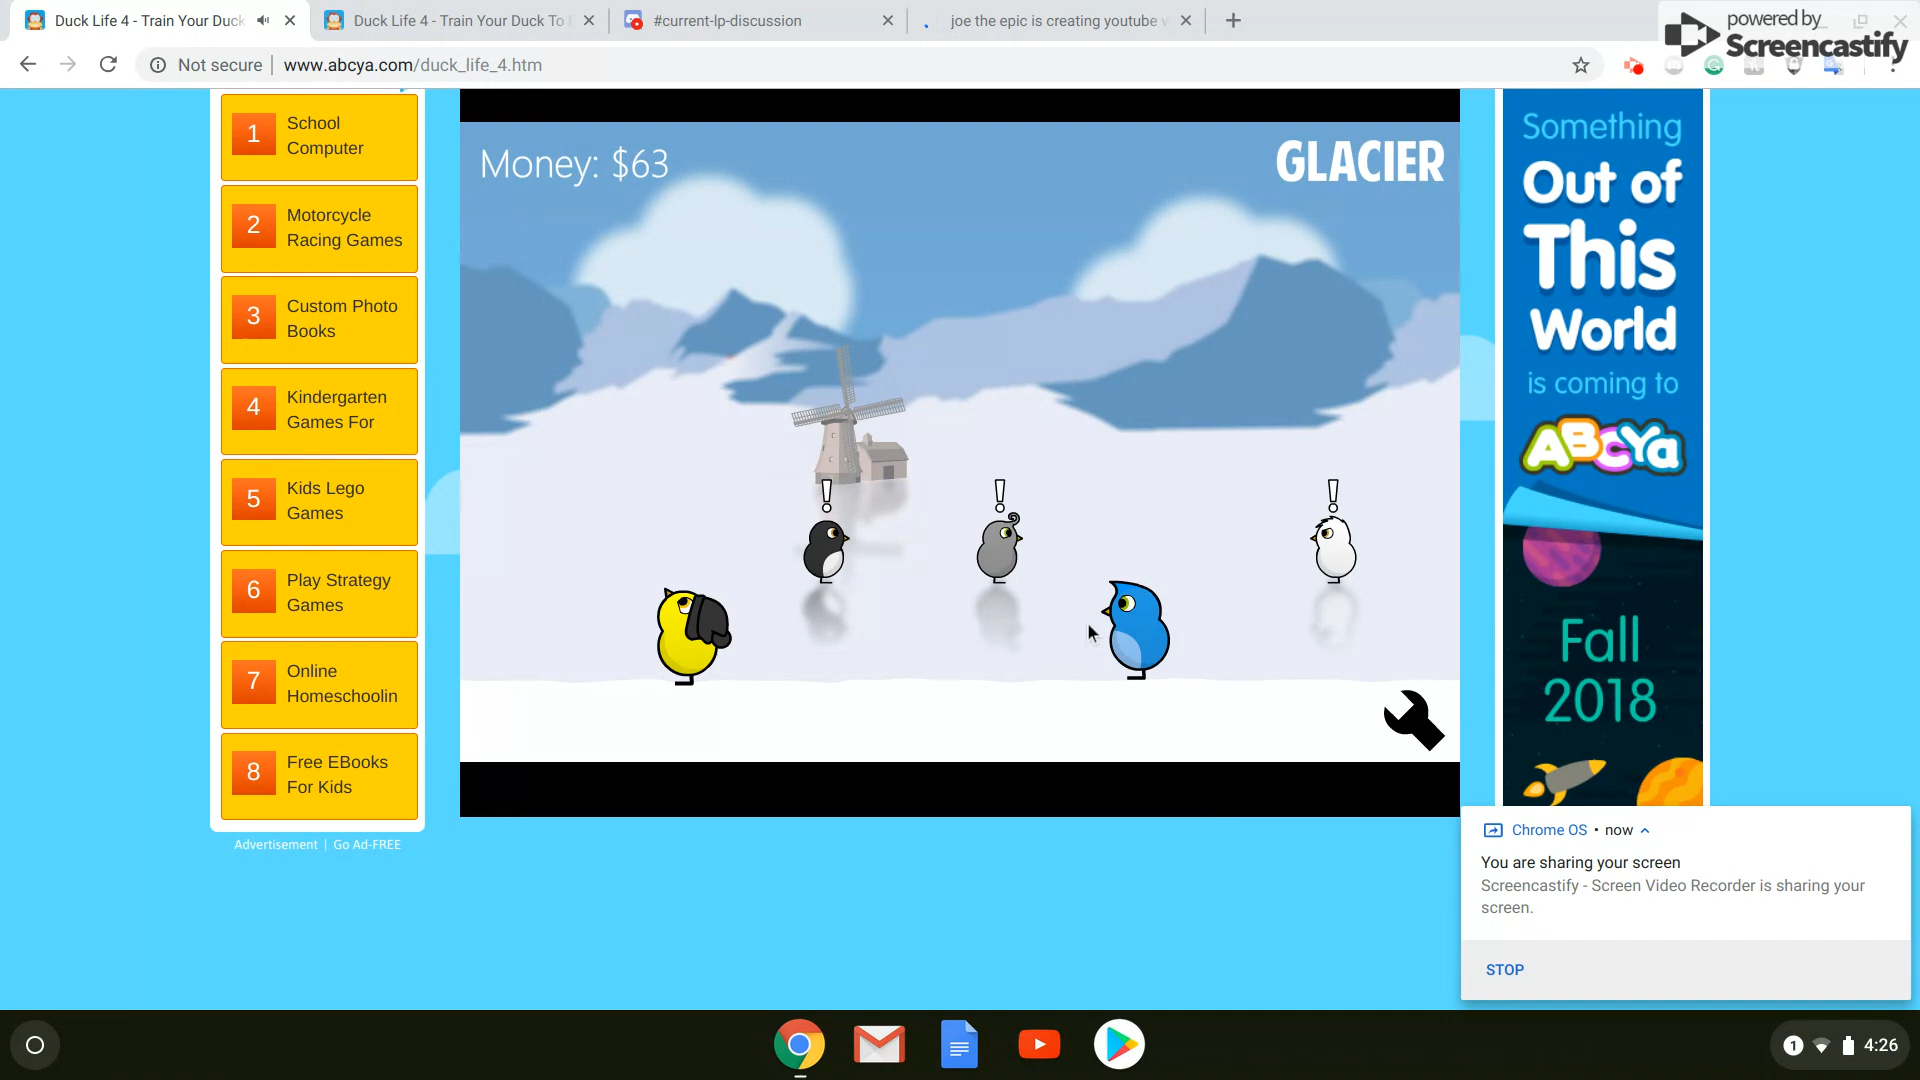 Duck Life 4 - Train Your Duck
Duck Life 4 - Train Your Duck To
#current-lp-discussion
joe the epic is creating youtube
powered by
Screencastify
Not secure
www.abcya.com/duck_life_4.htm
1
School
Computer
2
Motorcycle
Racing Games
3
Custom Photo
Books
4
Kindergarten
Games For
5
Kids Lego
Games
6
Play Strategy
Games
7
Online
Homeschoolin
8
Free EBooks
For Kids
Advertisement | Go Ad-FREE
Money: $63
GLACIER
!
!
!
Something
Out of
This
World
is coming to
ABCYa
Fall
2018
Chrome OS • now
You are sharing your screen
Screencastify - Screen Video Recorder is sharing your
screen.
STOP
1
4:26